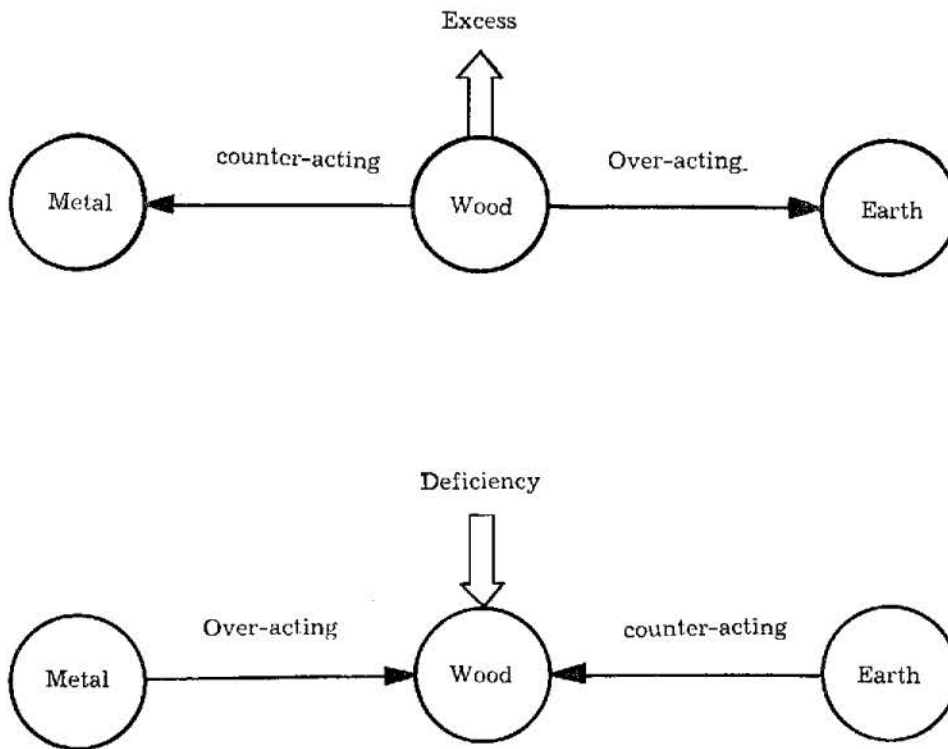 Excess
counter-acting
Over-acting.
Metal
Wood
Earth
Deficiency
Over-acting
counter-acting
Metal
Wood
Earth